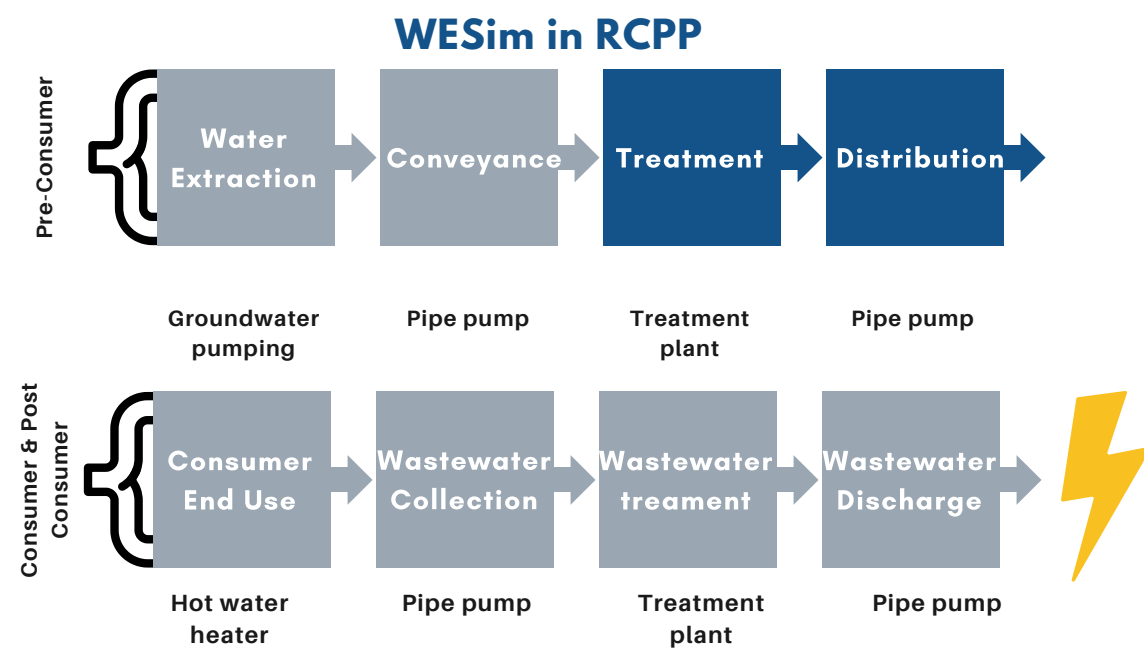 WESim in RCPP
Pre-Consumer
Water
Extraction
Conveyance
Treatment
Distribution
Groundwater
pumping
Pipe pump
Treatment
plant
Pipe pump
Consumer & Post
Consumer
Consumer
End Use
Wastewater
Collection
Wastewater
treament
Wastewater
Discharge
Hot water
heater
Pipe pump
Treatment
plant
Pipe pump